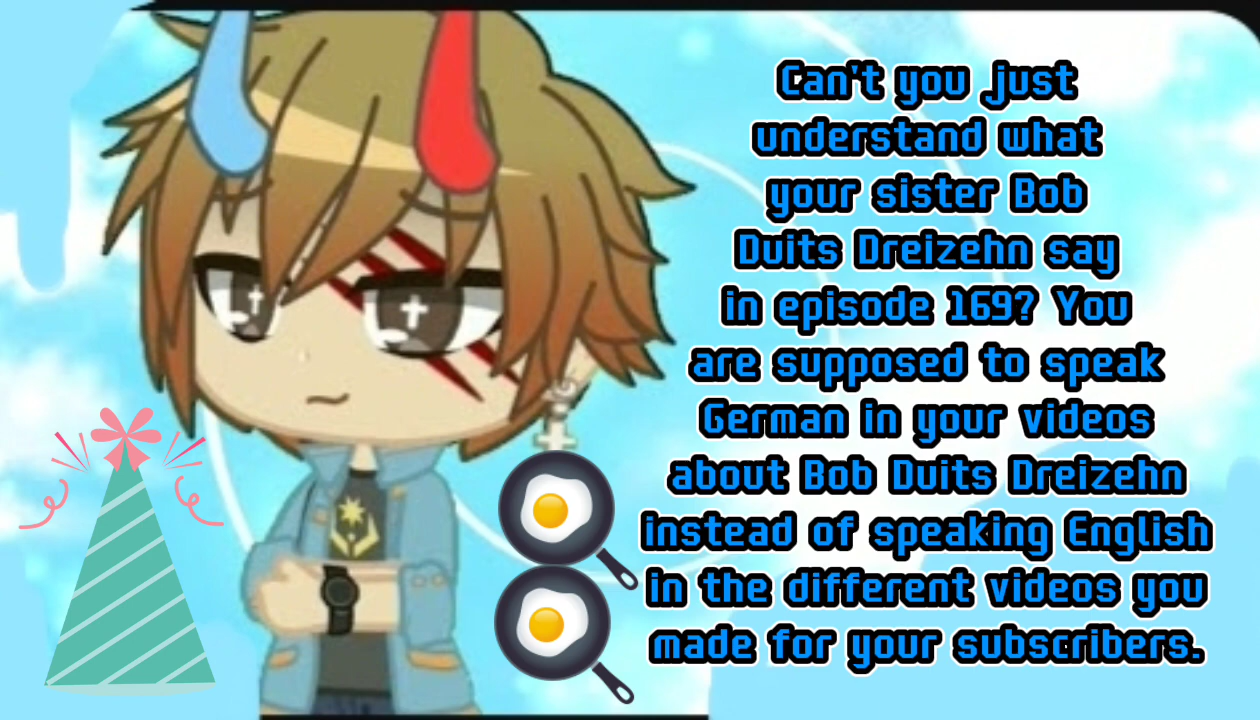 Can't you just
understand what
your sister Bob
Duits Dreizehn say
in episode 169? You
are supposed to speak
German in your videos
about Bob Duits Dreizehn
instead of speaking English
in the different videos you
made for your subscribers.